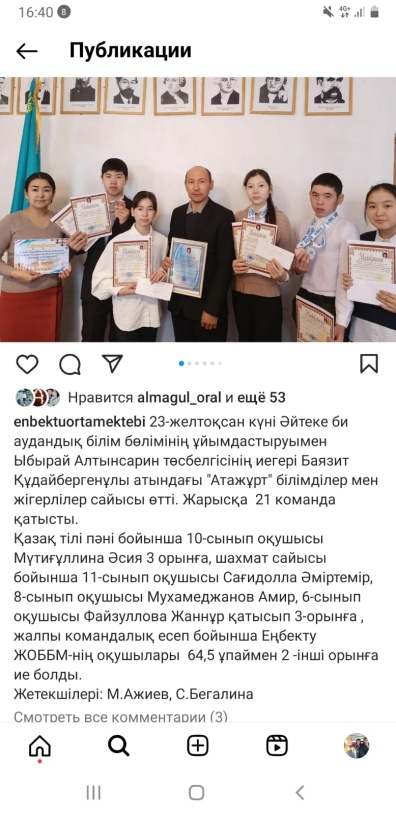 16:40 8 4G+
Публикации
Нравится almagul_oral и ещё 53
enbektuortamektebi 23-желтоқсан күні Әйтеке би
аудандық білім бөлімінің ұйымдастыруымен
Ыбырай Алтынсарин төсбелгісінің иегері Баязит
Құдайбергенұлы атындағы "Атажұрт" білімділер мен
жігерлілер сайысы өтті. Жарысқа 21 команда
қатысты.
Қазақ тілі пәні бойынша 10-сынып оқушысы
Мүтиғұллина Әсия 3 орынға, шахмат сайысы
бойынша 11-сынып оқушысы Сағидолла Әміртемір,
8-сынып оқушысы Мухамеджанов Амир, 6-сынып
оқушысы Файзуллова Жаннұр қатысып 3-орынға ,
жалпы командалық есеп бойынша Еңбекту
ЖОББМ-нің оқушылары 64,5 ұпаймен 2 -інші орынға
ие болды.
Жетекшілері: М.Ажиев, С.Бегалина
Смотреть все комментарии (3)